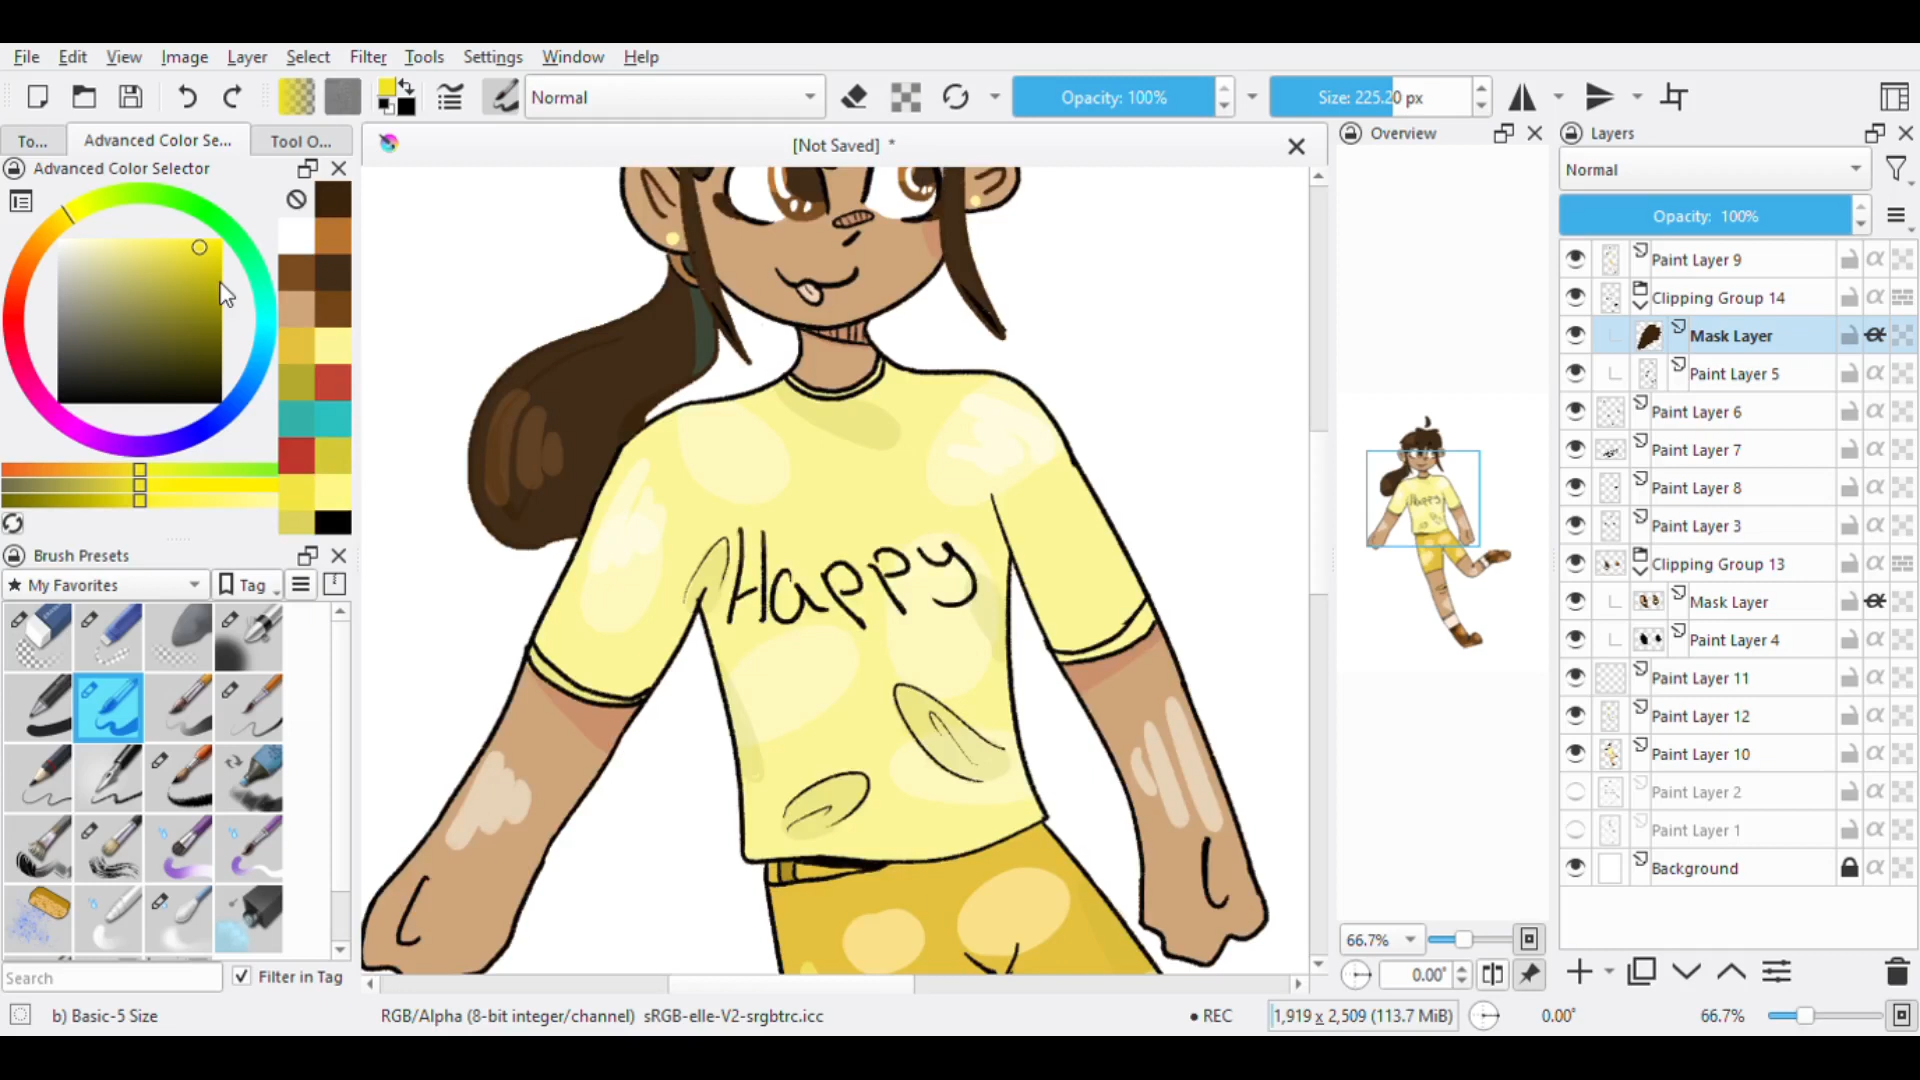 File Edit View Image Layer Select Filter Tools Settings Window Help
Normal
Opacity: 100%
Size: 225.20 px
To... Advanced Color Se... Tool O...
[Not Saved] *
Overview
Layers
Advanced Color Selector
Normal
Opacity: 100%
Paint Layer 9
Clipping Group 14
Mask Layer
Paint Layer 5
Paint Layer 6
Paint Layer 7
Paint Layer 8
Paint Layer 3
Clipping Group 13
Mask Layer
Paint Layer 4
Paint Layer 11
Paint Layer 12
Paint Layer 10
Paint Layer 2
Paint Layer 1
Background
Happy
Happy
Brush Presets
My Favorites
Tag
Search
Filter in Tag
66.7%
0.00°
b) Basic-5 Size
RGB/Alpha (8-bit integer/channel) sRGB-elle-V2-srgbtrc.icc
REC
1,919 x 2,509 (113.7 MiB)
0.00°
66.7%